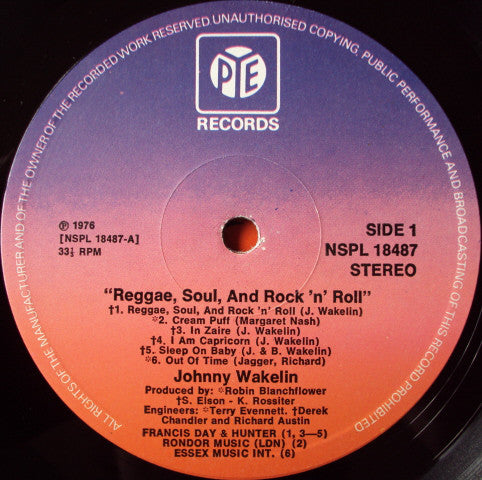 ALL RIGHTS OF THE MANUFACTURER AND OF THE OWNER OF THE RECORDED WORK RESERVED UNAUTHORISED COPYING, PUBLIC PERFORMANCE AND BROADCASTING OF THIS RECORD PROHIBITED
PYE
RECORDS
℗ 1976
[NSPL 18487-A]
33⅓ RPM
SIDE 1
NSPL 18487
STEREO
"Reggae, Soul, And Rock 'n' Roll"
†1. Reggae, Soul, And Rock 'n' Roll (J. Wakelin)
*2. Cream Puff (Margaret Nash)
†3. In Zaire (J. Wakelin)
†4. I Am Capricorn (J. Wakelin)
†5. Sleep On Baby (J. & B. Wakelin)
*6. Out Of Time (Jagger, Richard)
Johnny Wakelin
Produced by: *Robin Blanchflower
†S. Elson - K. Rossiter
Engineers: *Terry Evennett. †Derek
Chandler and Richard Austin
FRANCIS DAY & HUNTER (1, 3—5)
RONDOR MUSIC (LDN) (2)
ESSEX MUSIC INT. (6)